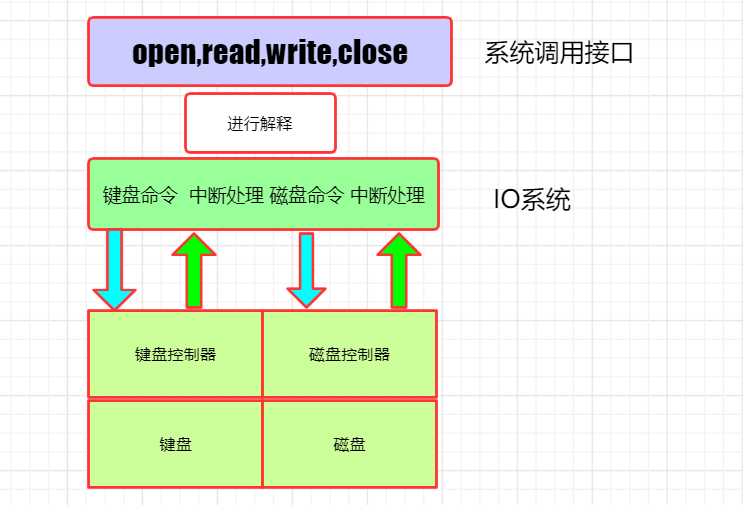 open,read,write,close 系统调用接口
进行解释
键盘命令 中断处理 磁盘命令 中断处理 IO系统
键盘控制器 磁盘控制器
键盘 磁盘